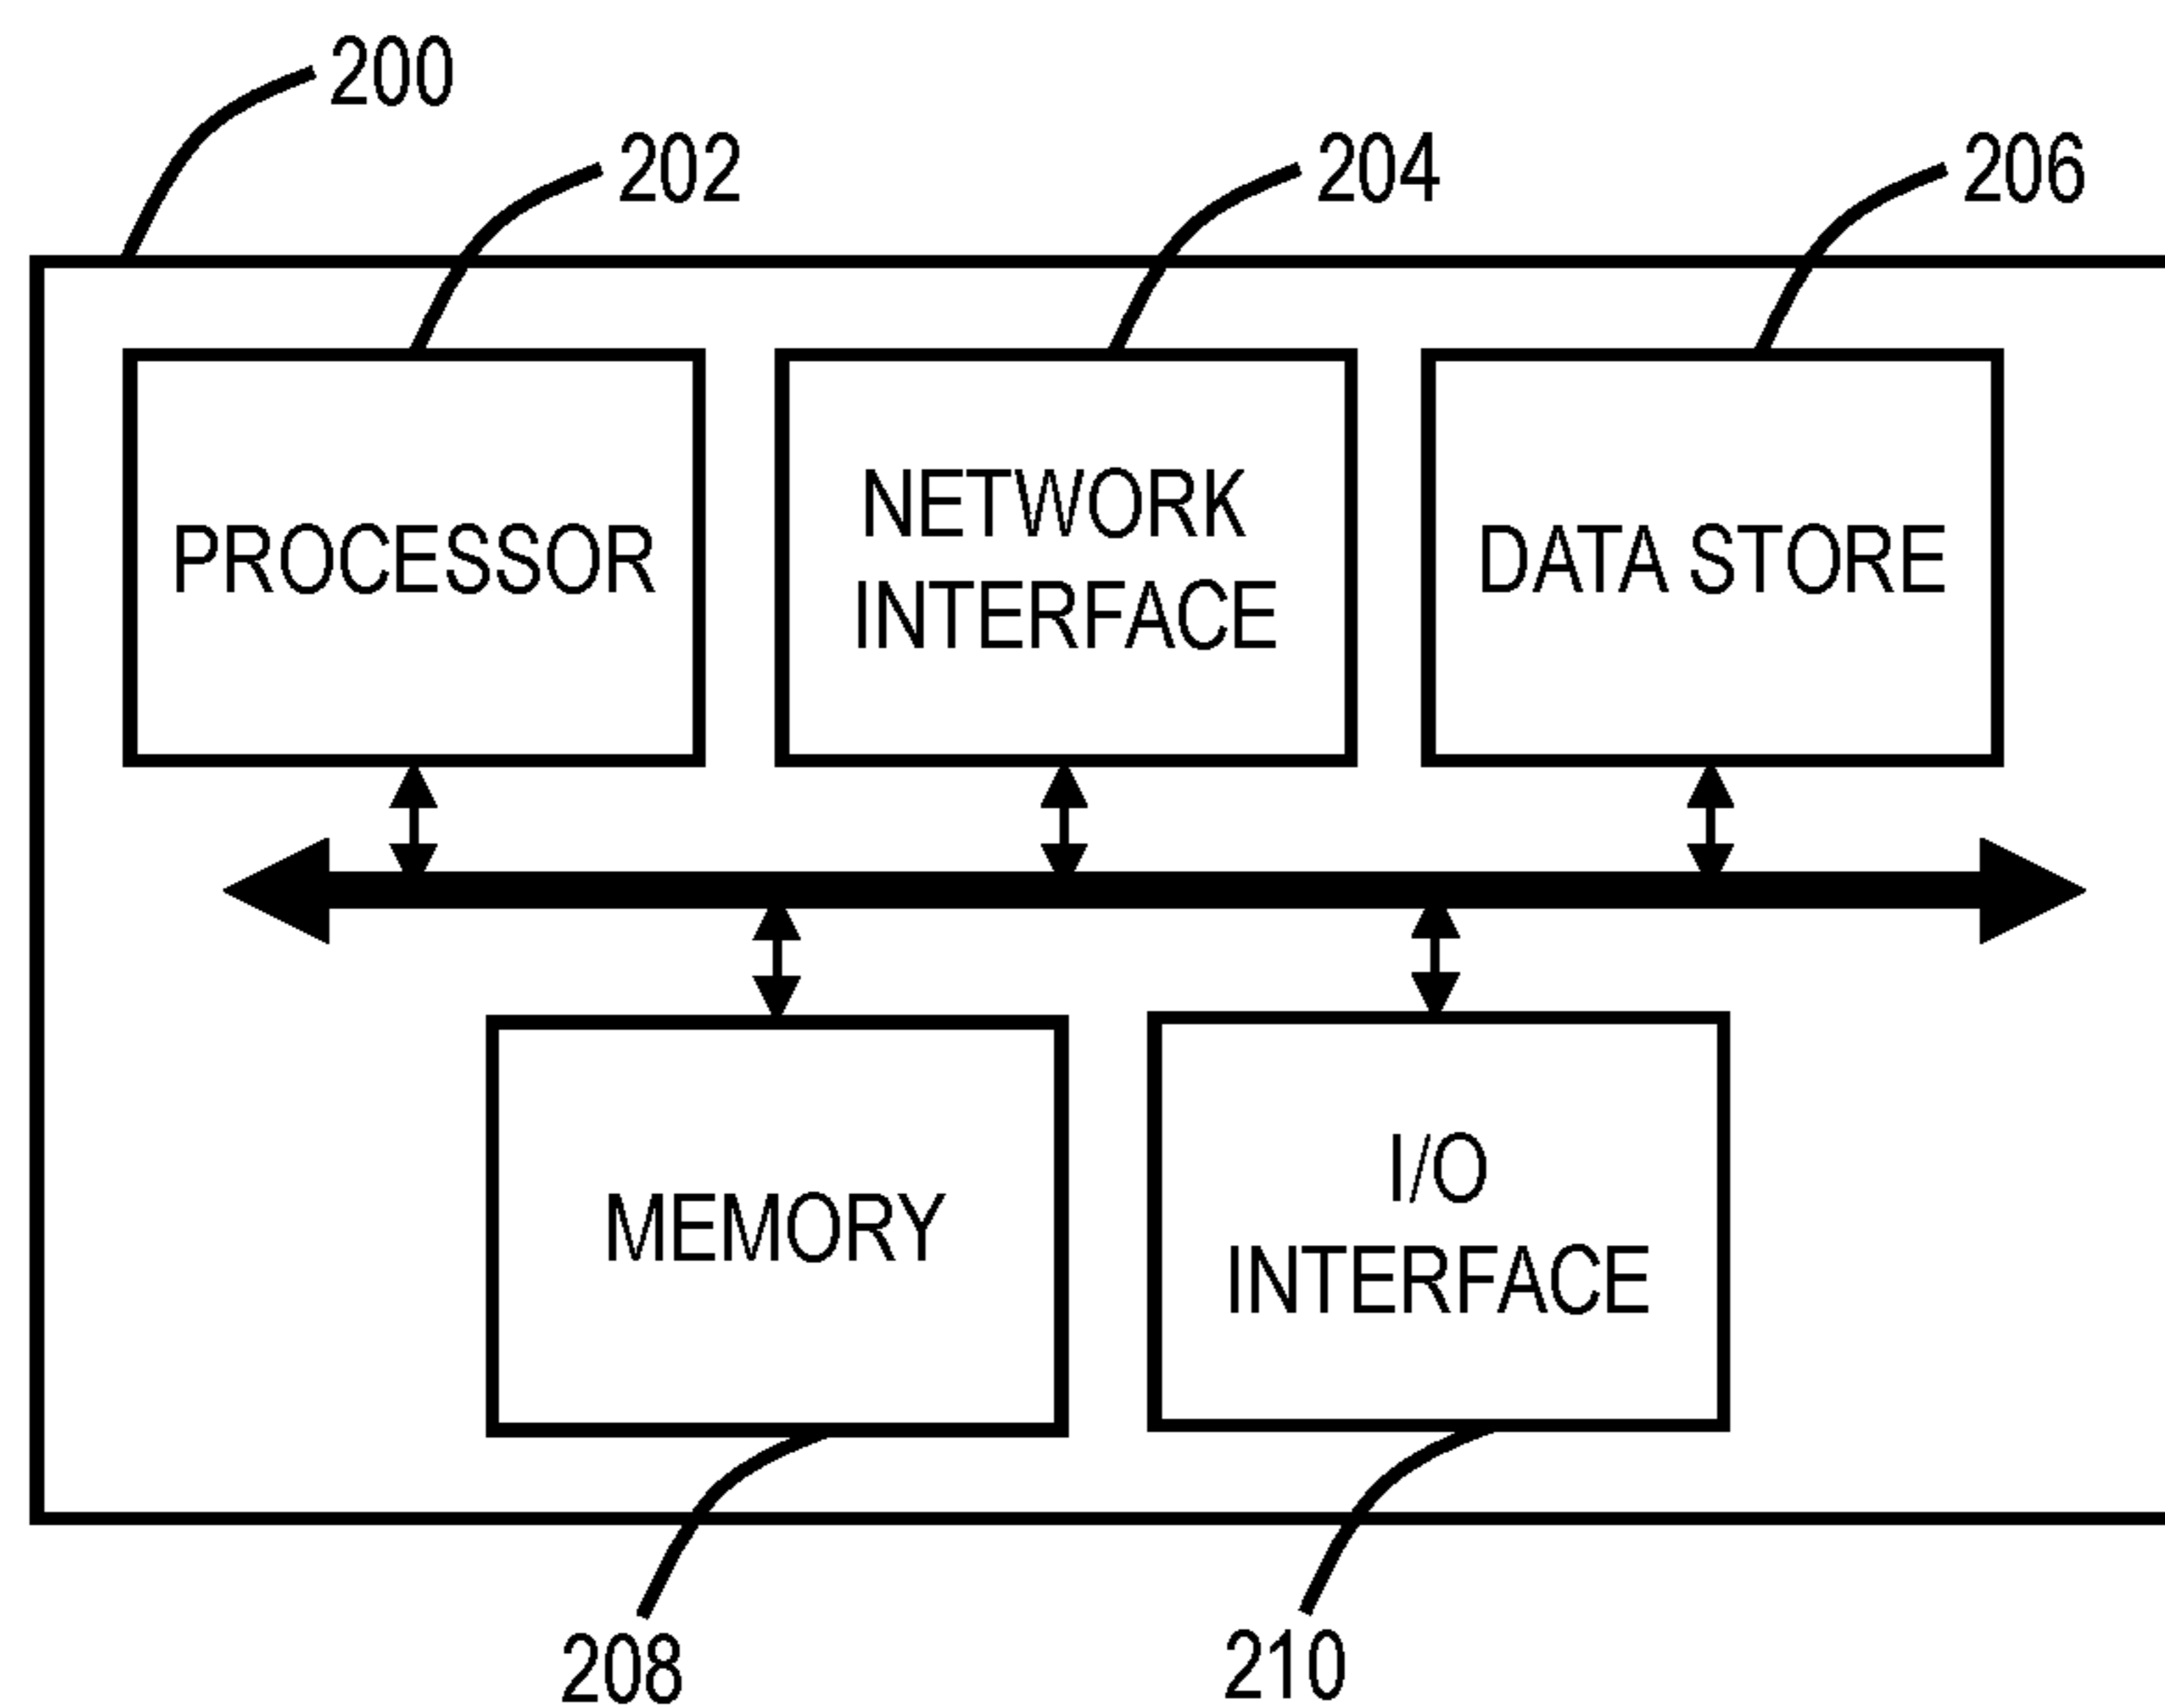 200
202
204
206
PROCESSOR
NETWORK
INTERFACE
DATA STORE
MEMORY
I/O
INTERFACE
208
210